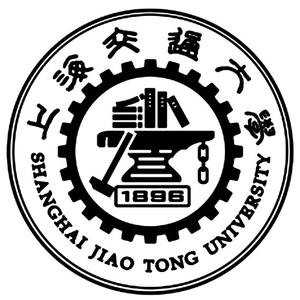 上海交通大學
1896
SHANGHAI JIAO TONG UNIVERSITY